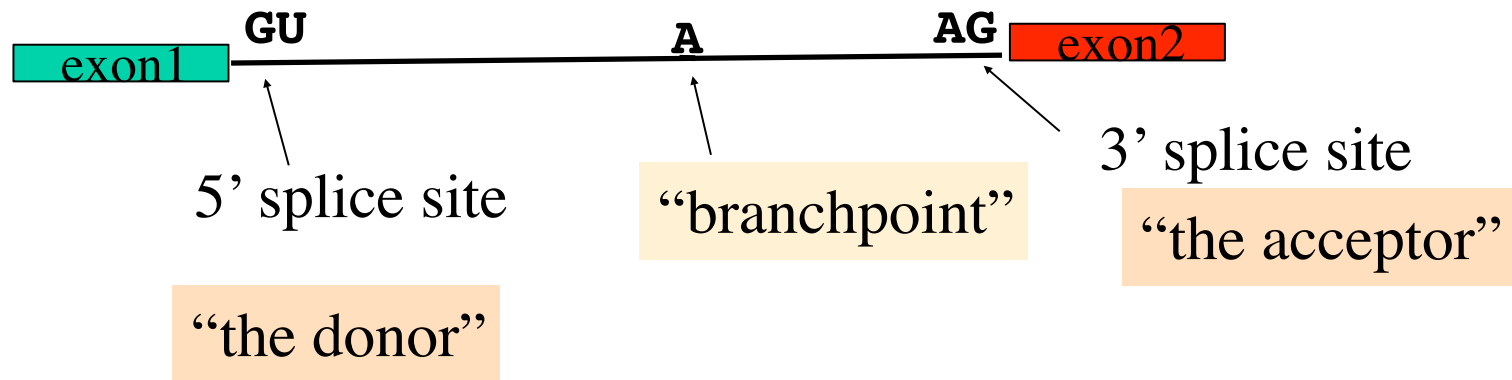 GU
A
AG
exon1
exon2
5’ splice site
“branchpoint”
3’ splice site
“the acceptor”
“the donor”